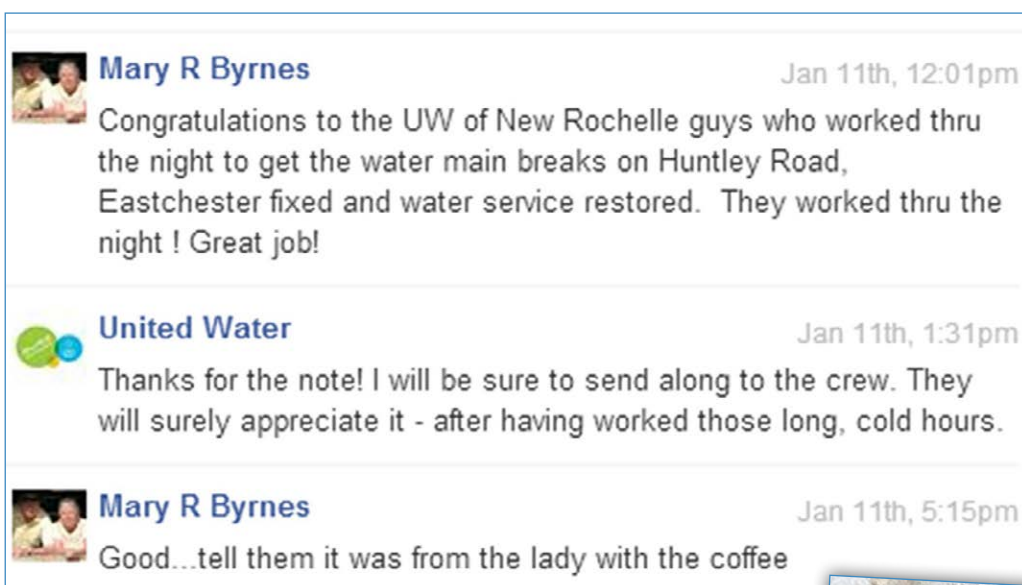 Mary R Byrnes Jan 11th, 12:01pm
Congratulations to the UW of New Rochelle guys who worked thru
the night to get the water main breaks on Huntley Road,
Eastchester fixed and water service restored.  They worked thru the
night ! Great job!
United Water Jan 11th, 1:31pm
Thanks for the note! I will be sure to send along to the crew. They
will surely appreciate it - after having worked those long, cold hours.
Mary R Byrnes Jan 11th, 5:15pm
Good...tell them it was from the lady with the coffee